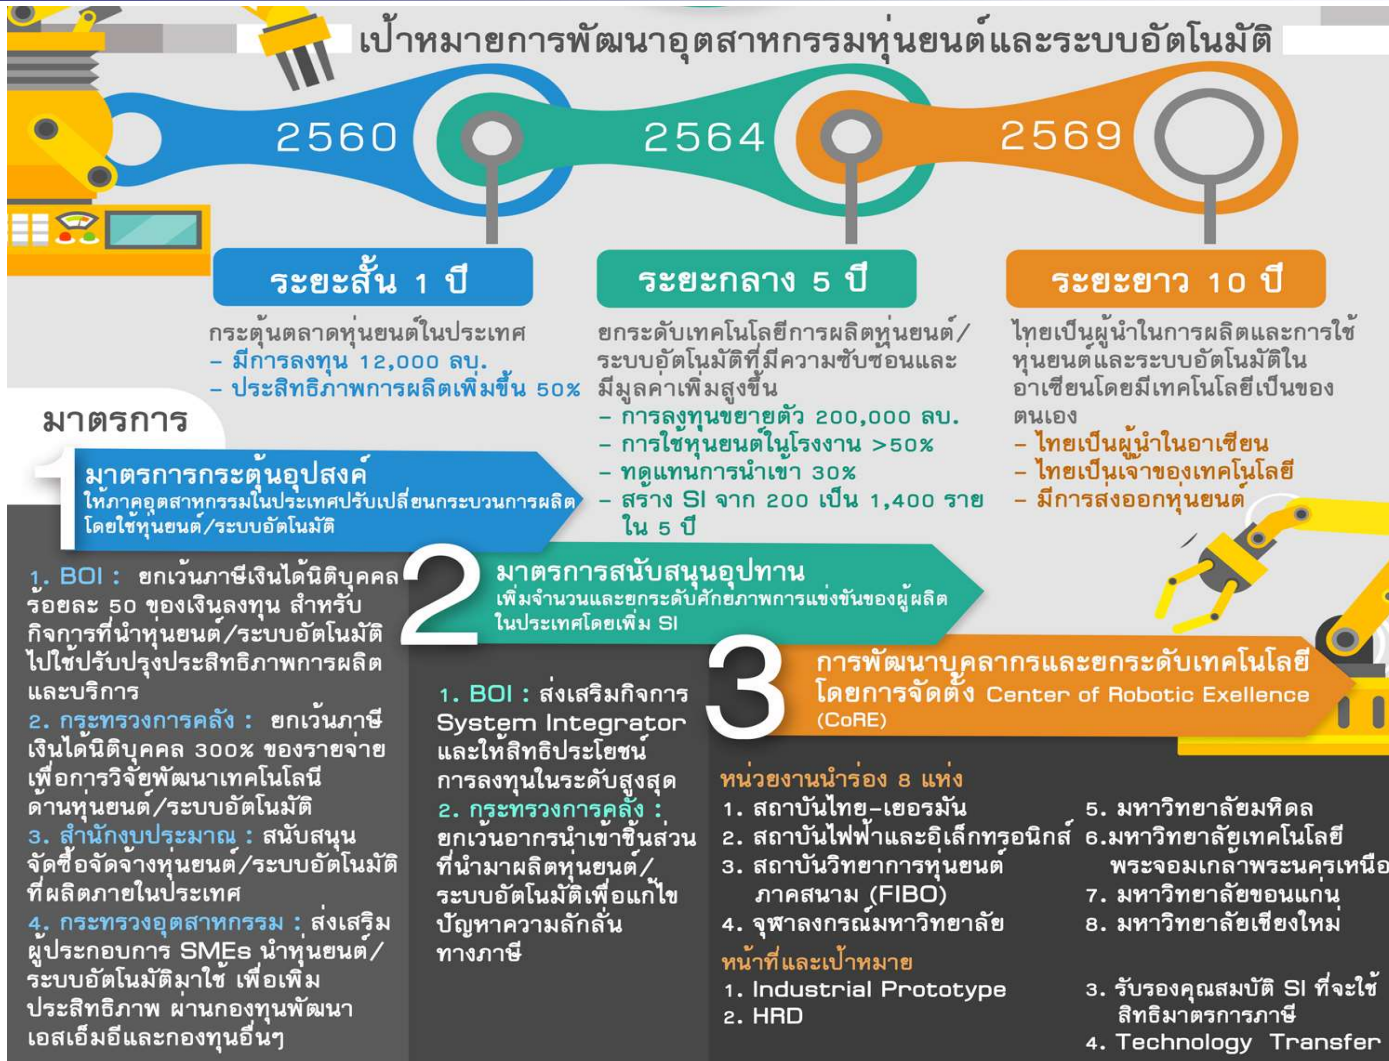 เป้าหมายการพัฒนาอุตสาหกรรมหุ่นยนต์และระบบอัตโนมัติ
2560
2564
2569
ระยะสั้น 1 ปี
กระตุ้นตลาดหุ่นยนต์ในประเทศ
– มีการลงทุน 12,000 ลบ.
– ประสิทธิภาพการผลิตเพิ่มขึ้น 50%
ระยะกลาง 5 ปี
ยกระดับเทคโนโลยีการผลิตหุ่นยนต์/
ระบบอัตโนมัติที่มีความซับซ้อนและ
มีมูลค่าเพิ่มสูงขึ้น
– การลงทุนขยายตัว 200,000 ลบ.
– การใช้หุ่นยนต์ในโรงงาน >50%
– ทดแทนการนำเข้า 30%
– สร้าง SI จาก 200 เป็น 1,400 ราย
ใน 5 ปี
ระยะยาว 10 ปี
ไทยเป็นผู้นำในการผลิตและการใช้
หุ่นยนต์และระบบอัตโนมัติใน
อาเซียนโดยมีเทคโนโลยีเป็นของ
ตนเอง
– ไทยเป็นผู้นำในอาเซียน
– ไทยเป็นเจ้าของเทคโนโลยี
– มีการส่งออกหุ่นยนต์
มาตรการ
1
มาตรการกระตุ้นอุปสงค์
ให้ภาคอุตสาหกรรมในประเทศปรับเปลี่ยนกระบวนการผลิต
โดยใช้หุ่นยนต์/ระบบอัตโนมัติ
1. BOI : ยกเว้นภาษีเงินได้นิติบุคคล
ร้อยละ 50 ของเงินลงทุน สำหรับ
กิจการที่นำหุ่นยนต์/ระบบอัตโนมัติ
ไปใช้ปรับปรุงประสิทธิภาพการผลิต
และบริการ
2. กระทรวงการคลัง : ยกเว้นภาษี
เงินได้นิติบุคคล 300% ของรายจ่าย
เพื่อการวิจัยพัฒนาเทคโนโลนี
ด้านหุ่นยนต์/ระบบอัตโนมัติ
3. สำนักงบประมาณ : สนับสนุน
จัดซื้อจัดจ้างหุ่นยนต์/ระบบอัตโนมัติ
ที่ผลิตภายในประเทศ
4. กระทรวงอุตสาหกรรม : ส่งเสริม
ผู้ประกอบการ SMEs นำหุ่นยนต์/
ระบบอัตโนมัติมาใช้ เพื่อเพิ่ม
ประสิทธิภาพ ผ่านกองทุนพัฒนา
เอสเอ็มอีและกองทุนอื่นๆ
2
มาตรการสนับสนุนอุปทาน
เพิ่มจำนวนและยกระดับศักยภาพการแข่งขันของผู้ผลิต
ในประเทศโดยเพิ่ม SI
1. BOI : ส่งเสริมกิจการ
System Integrator
และให้สิทธิประโยชน์
การลงทุนในระดับสูงสุด
2. กระทรวงการคลัง :
ยกเว้นอากรนำเข้าชิ้นส่วน
ที่นำมาผลิตหุ่นยนต์/
ระบบอัตโนมัติเพื่อแก้ไข
ปัญหาความลักลั่น
ทางภาษี
3
การพัฒนาบุคลากรและยกระดับเทคโนโลยี
โดยการจัดตั้ง Center of Robotic Exellence
(CoRE)
หน่วยงานนำร่อง 8 แห่ง
1. สถาบันไทย-เยอรมัน
2. สถาบันไฟฟ้าและอิเล็กทรอนิกส์
3. สถาบันวิทยาการหุ่นยนต์
ภาคสนาม (FIBO)
4. จุฬาลงกรณ์มหาวิทยาลัย
5. มหาวิทยาลัยมหิดล
6.มหาวิทยาลัยเทคโนโลยี
พระจอมเกล้าพระนครเหนือ
7. มหาวิทยาลัยขอนแก่น
8. มหาวิทยาลัยเชียงใหม่
หน้าที่และเป้าหมาย
1. Industrial Prototype
2. HRD
3. รับรองคุณสมบัติ SI ที่จะใช้
สิทธิมาตรการภาษี
4. Technology Transfer